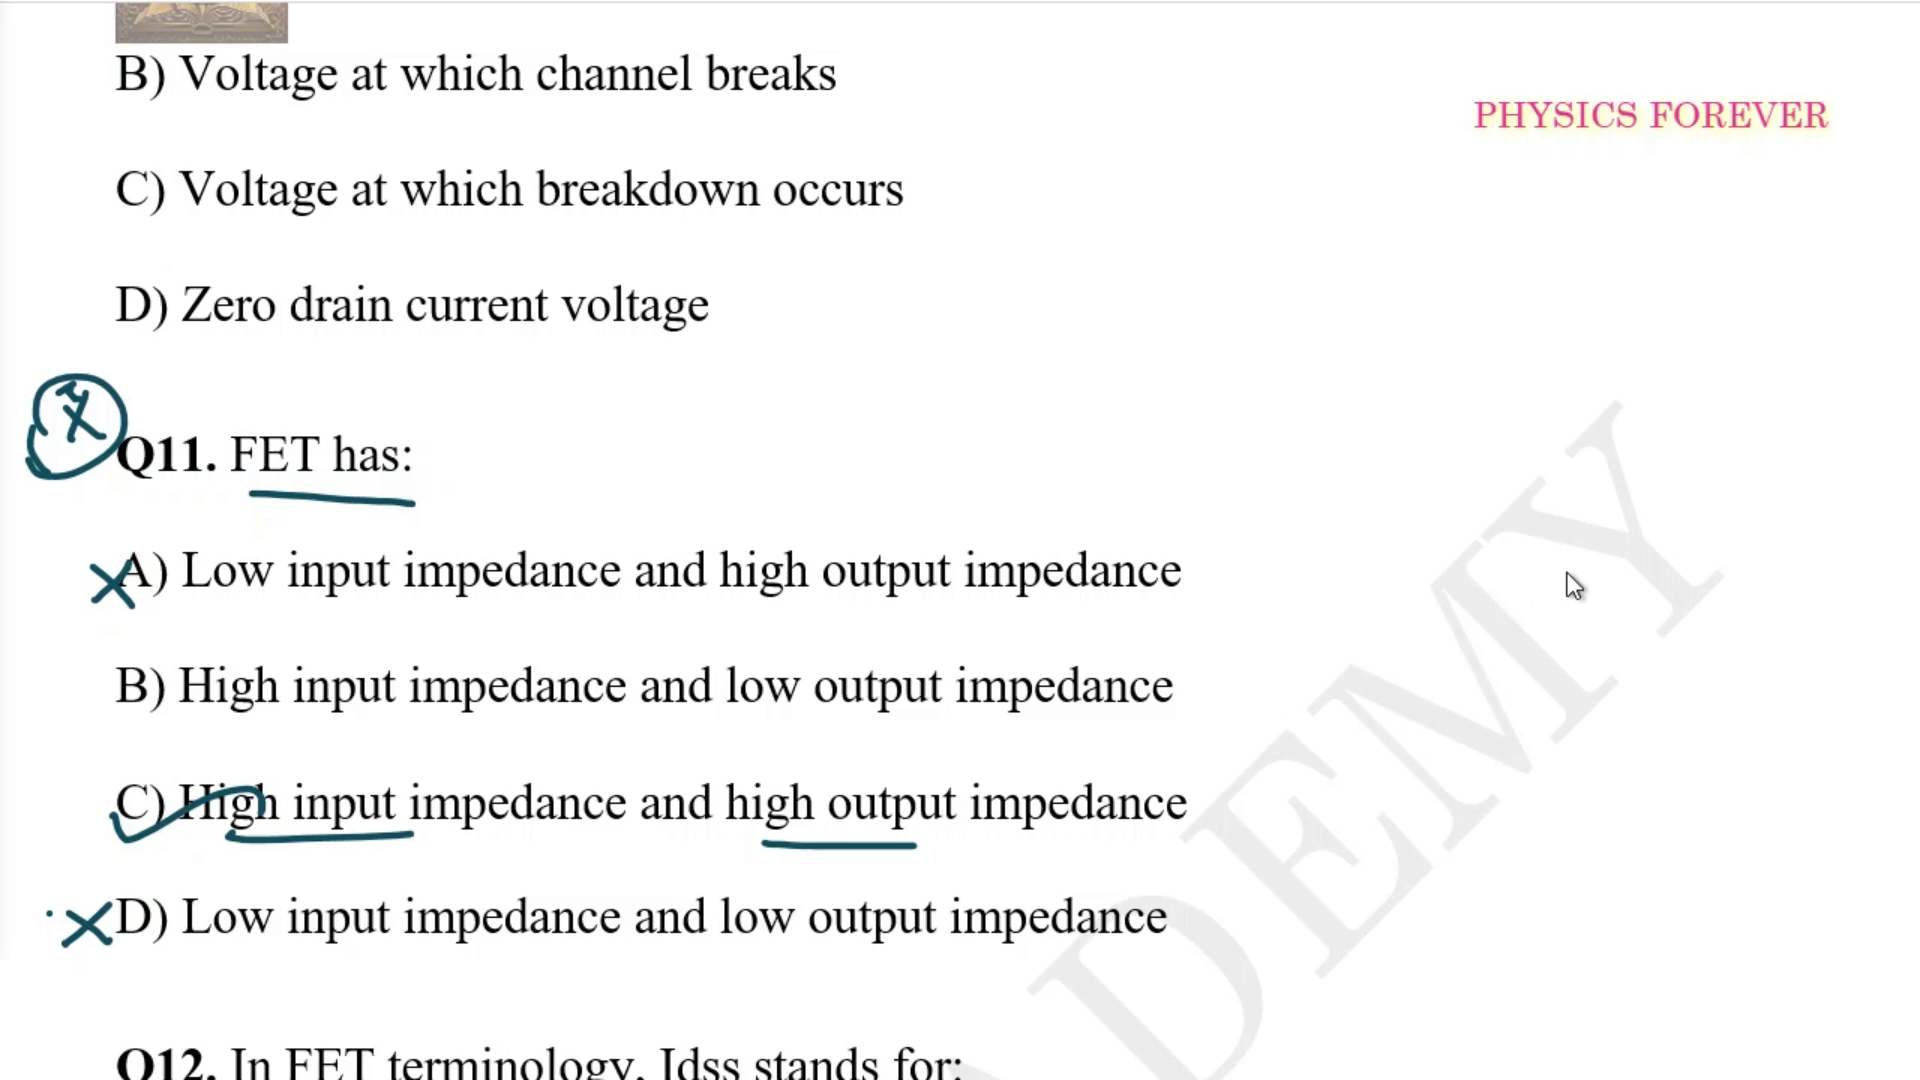 B) Voltage at which channel breaks
PHYSICS FOREVER
C) Voltage at which breakdown occurs
D) Zero drain current voltage
Q11. FET has:
A) Low input impedance and high output impedance
B) High input impedance and low output impedance
C) High input impedance and high output impedance
D) Low input impedance and low output impedance
DEMY
Q12. In FET terminology, Idss stands for: